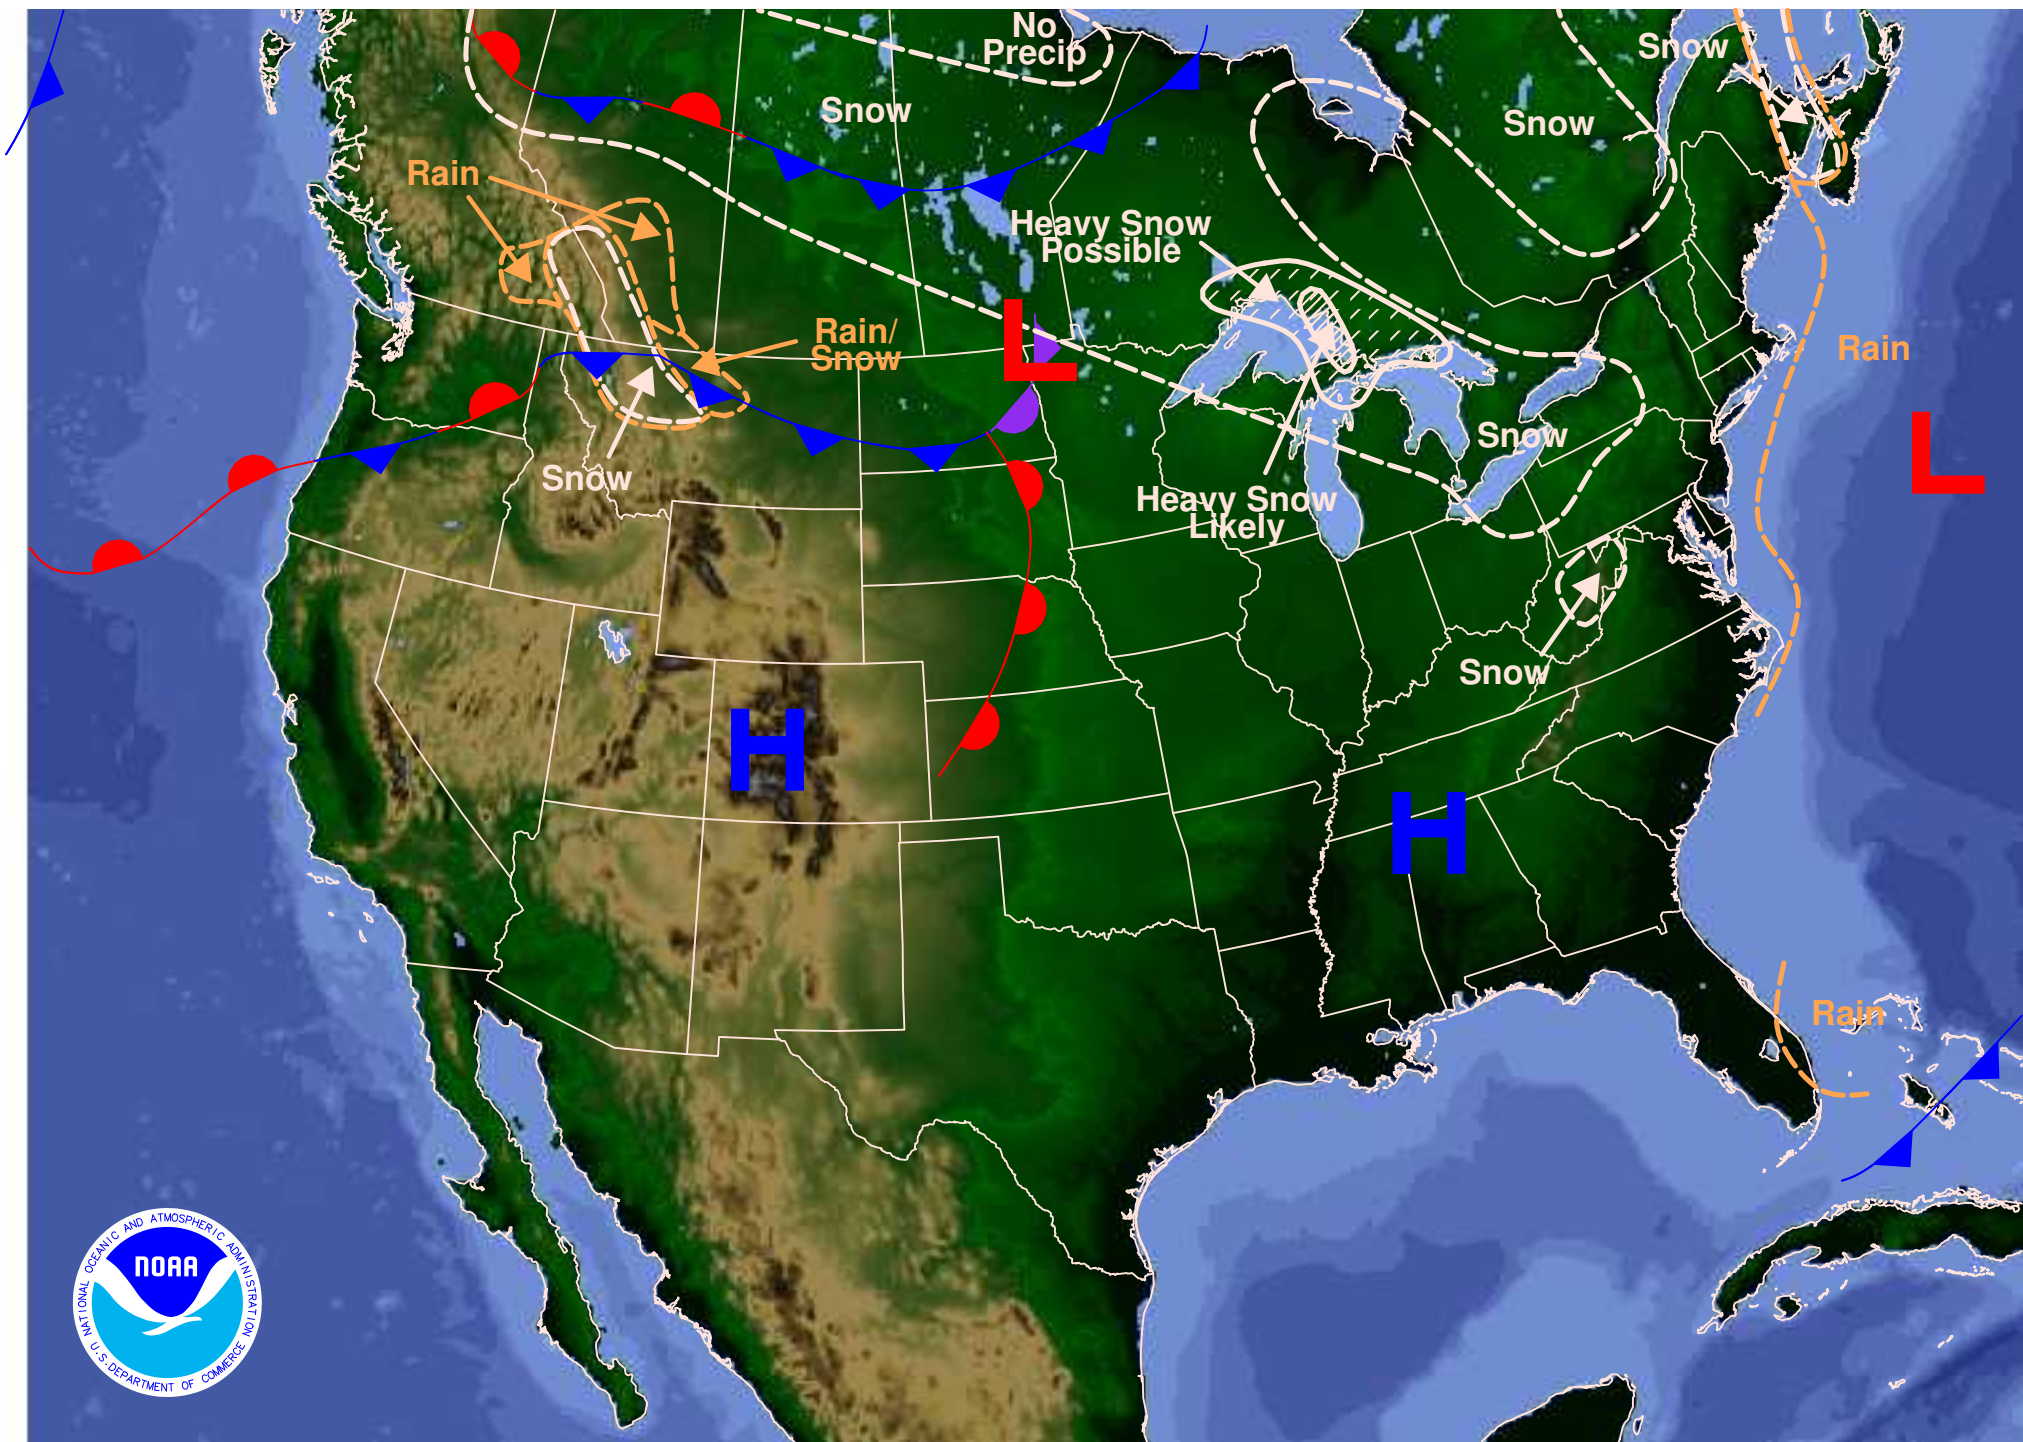 No
Precip
Snow
Snow
Snow
Rain
Heavy Snow
Possible
Rain/
Snow
Rain
L
L
Snow
Snow
Heavy Snow
Likely
Snow
H
H
Rain
NATIONAL OCEANIC AND ATMOSPHERIC ADMINISTRATION
NOAA
U.S. DEPARTMENT OF COMMERCE